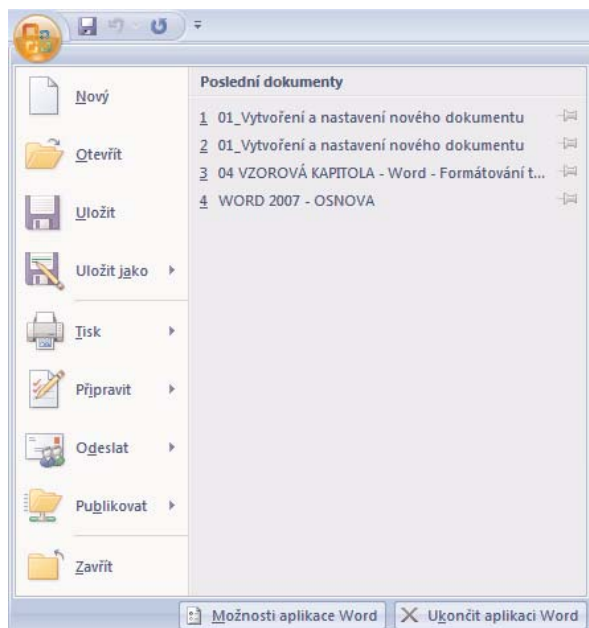 Nový
Otevřít
Uložit
Uložit jako
Tisk
Připravit
Odeslat
Publikovat
Zavřít
Poslední dokumenty
1 01_Vytvoření a nastavení nového dokumentu
2 01_Vytvoření a nastavení nového dokumentu
3 04 VZOROVÁ KAPITOLA - Word - Formátování t...
4 WORD 2007 - OSNOVA
Možnosti aplikace Word
Ukončit aplikaci Word